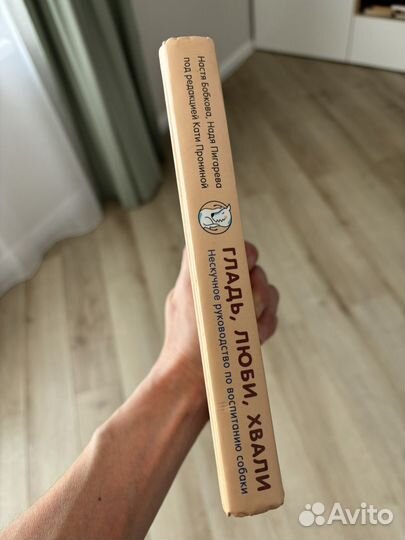 Настя Бобкова, Надя Пигарева
под редакцией Кати Прониной
ГЛАДЬ, ЛЮБИ, ХВАЛИ
Нескучное руководство по воспитанию собаки
Avito